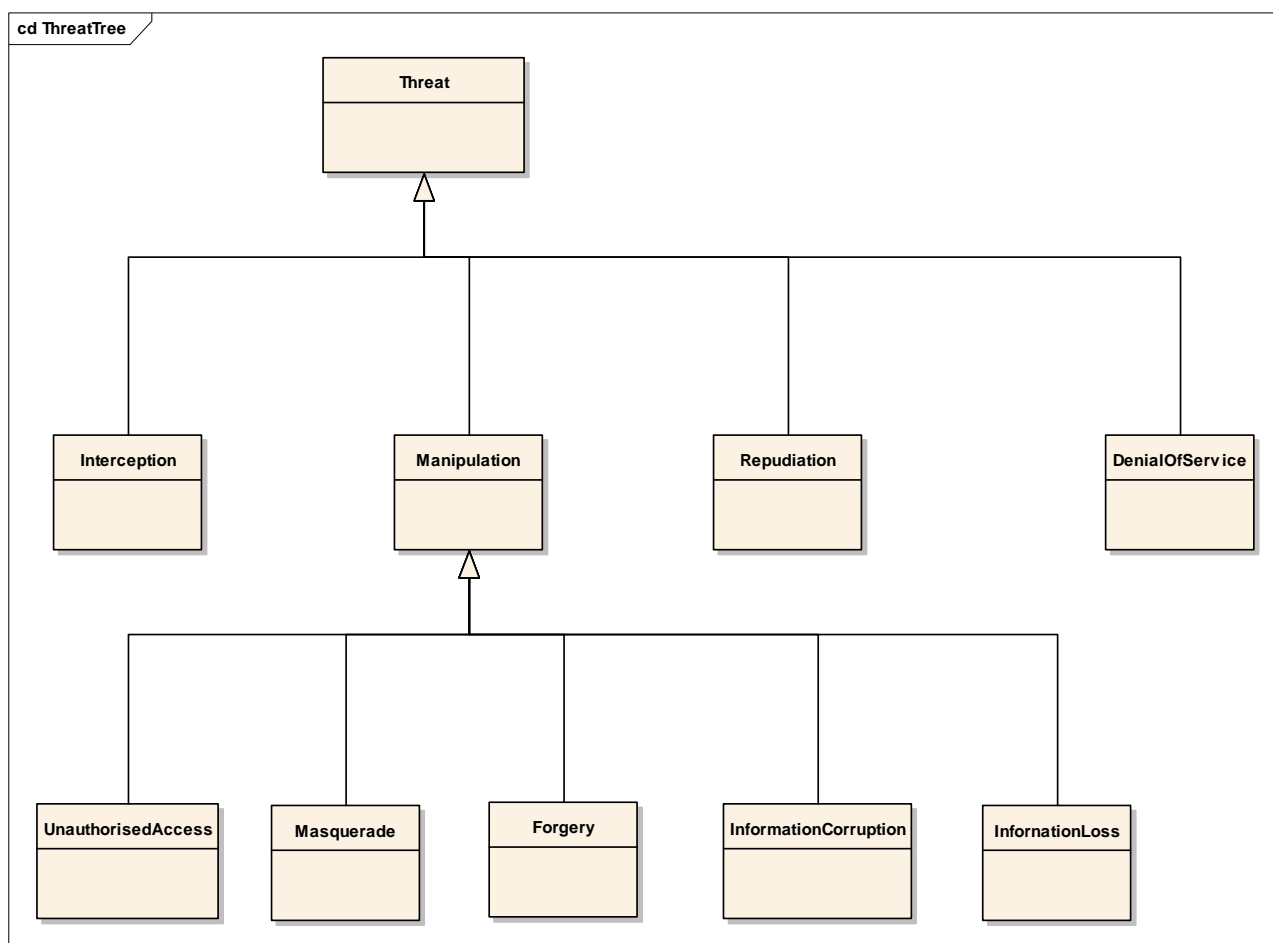 cd ThreatTree
Threat
Interception
Manipulation
Repudiation
DenialOfService
UnauthorisedAccess
Masquerade
Forgery
InformationCorruption
InfornationLoss